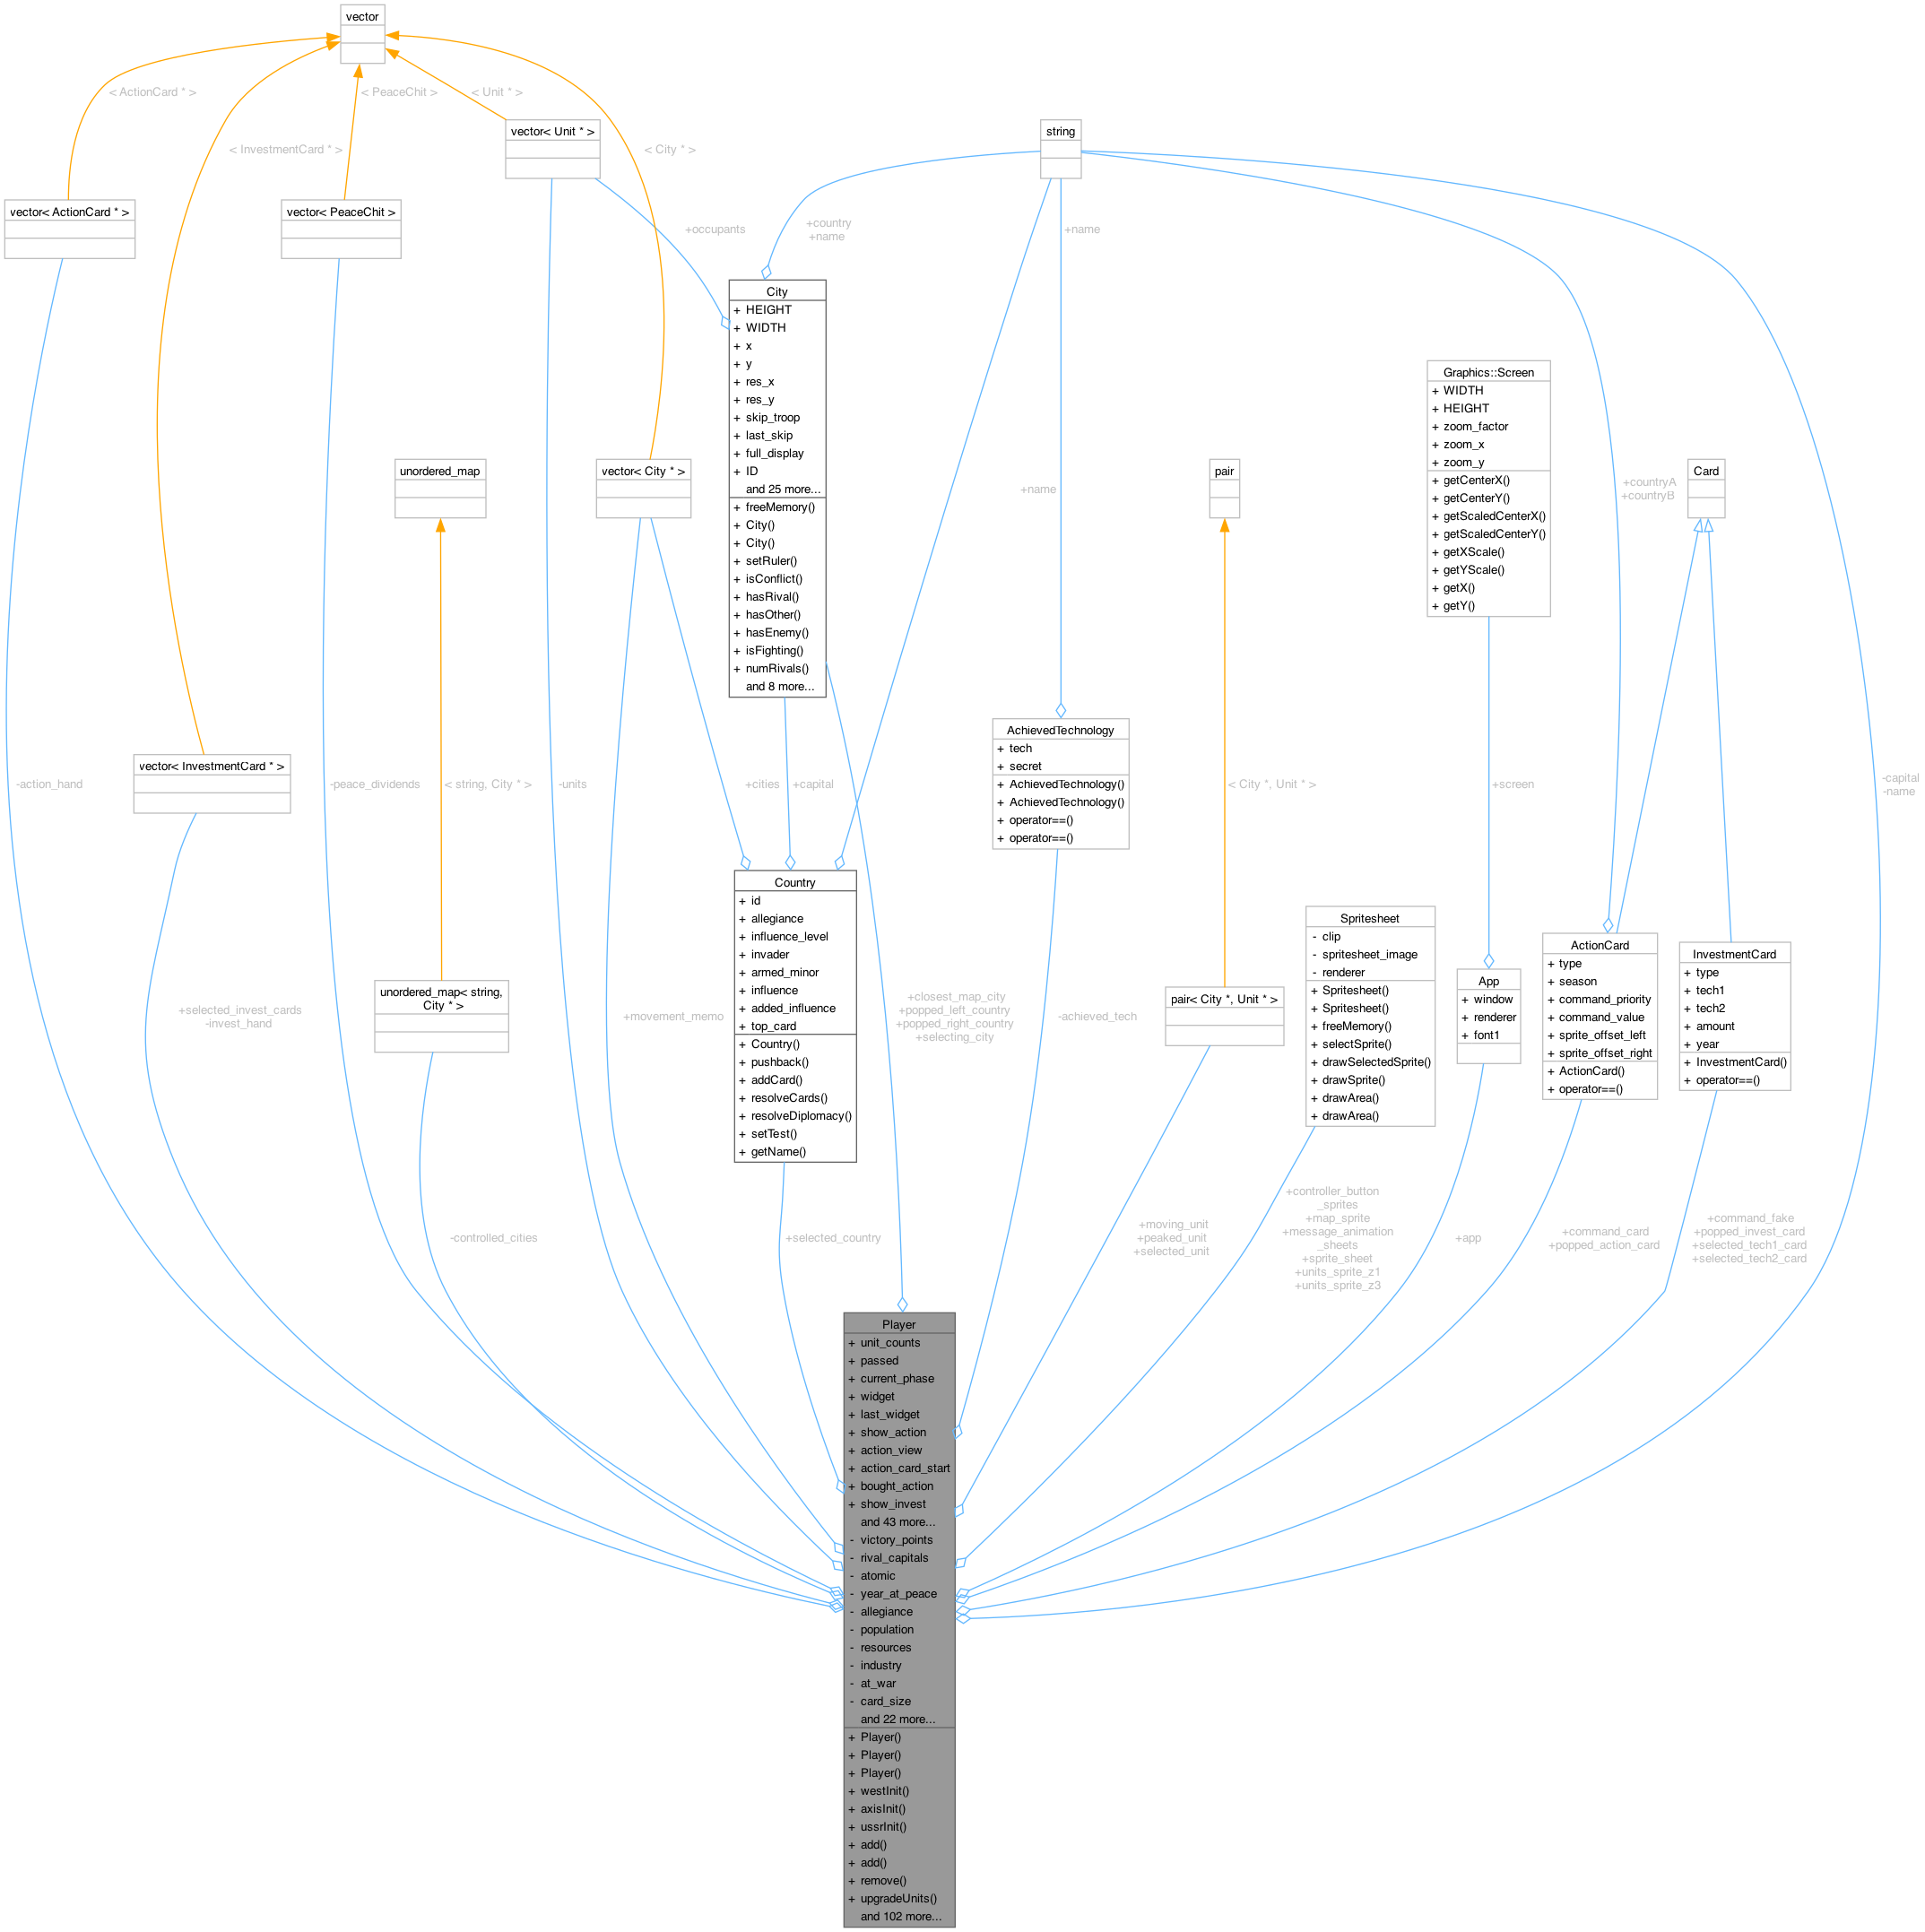 vector
< ActionCard * >
< PeaceChit >
< Unit * >
vector< Unit * >
string
< InvestmentCard * >
< City * >
vector< ActionCard * >
vector< PeaceChit >
+occupants
+country
+name
+name
City
+ HEIGHT
+ WIDTH
+ x
+ y
+ res_x
+ res_y
+ skip_troop
+ last_skip
+ full_display
+ ID
and 25 more...
+ freeMemory()
+ City()
+ City()
+ setRuler()
+ isConflict()
+ hasRival()
+ hasOther()
+ hasEnemy()
+ isFighting()
+ numRivals()
and 8 more...
Graphics::Screen
+ WIDTH
+ HEIGHT
+ zoom_factor
+ zoom_x
+ zoom_y
+ getCenterX()
+ getCenterY()
+ getScaledCenterX()
+ getScaledCenterY()
+ getXScale()
+ getYScale()
+ getX()
+ getY()
unordered_map
vector< City * >
pair
Card
+name
+countryA
+countryB
AchievedTechnology
+ tech
+ secret
+ AchievedTechnology()
+ AchievedTechnology()
+ operator==()
+ operator==()
vector< InvestmentCard * >
-action_hand
-peace_dividends
< string, City * >
-units
+cities
+capital
< City *, Unit * >
+screen
-capital
-name
Country
+ id
+ allegiance
+ influence_level
+ invader
+ armed_minor
+ influence
+ added_influence
+ top_card
+ Country()
+ pushback()
+ addCard()
+ resolveCards()
+ resolveDiplomacy()
+ setTest()
+ getName()
Spritesheet
- clip
- spritesheet_image
- renderer
+ Spritesheet()
+ Spritesheet()
+ freeMemory()
+ selectSprite()
+ drawSelectedSprite()
+ drawSprite()
+ drawArea()
+ drawArea()
ActionCard
+ type
+ season
+ command_priority
+ command_value
+ sprite_offset_left
+ sprite_offset_right
+ ActionCard()
+ operator==()
InvestmentCard
+ type
+ tech1
+ tech2
+ amount
+ year
+ InvestmentCard()
+ operator==()
App
+ window
+ renderer
+ font1
unordered_map< string,
City * >
pair< City *, Unit * >
+selected_invest_cards
-invest_hand
+movement_memo
+closest_map_city
+popped_left_country
+popped_right_country
+selecting_city
-achieved_tech
-controlled_cities
+selected_country
+moving_unit
+peaked_unit
+selected_unit
+controller_button
_sprites
+map_sprite
+message_animation
_sheets
+sprite_sheet
+units_sprite_z1
+units_sprite_z3
+app
+command_card
+popped_action_card
+command_fake
+popped_invest_card
+selected_tech1_card
+selected_tech2_card
Player
+ unit_counts
+ passed
+ current_phase
+ widget
+ last_widget
+ show_action
+ action_view
+ action_card_start
+ bought_action
+ show_invest
and 43 more...
- victory_points
- rival_capitals
- atomic
- year_at_peace
- allegiance
- population
- resources
- industry
- at_war
- card_size
and 22 more...
+ Player()
+ Player()
+ Player()
+ westInit()
+ axisInit()
+ ussrInit()
+ add()
+ add()
+ remove()
+ upgradeUnits()
and 102 more...